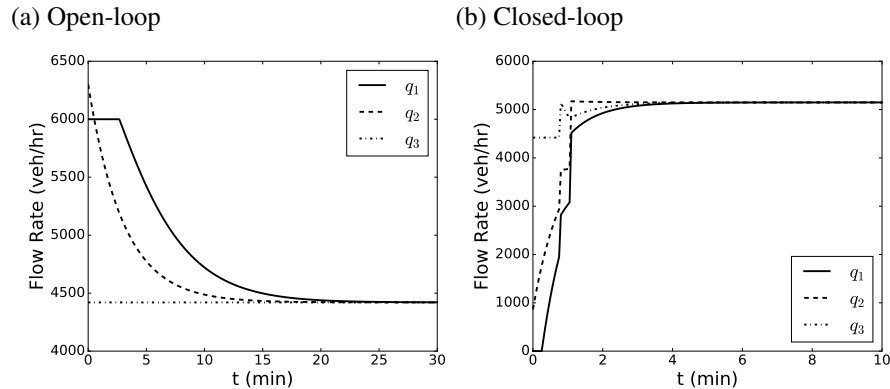 (a) Open-loop
6500
6000
5500
5000
4500
4000
Flow Rate (veh/hr)
q1
q2
q3
0 5 10 15 20 25 30
t (min)
(b) Closed-loop
6000
5000
4000
3000
2000
1000
0
Flow Rate (veh/hr)
q1
q2
q3
0 2 4 6 8 10
t (min)